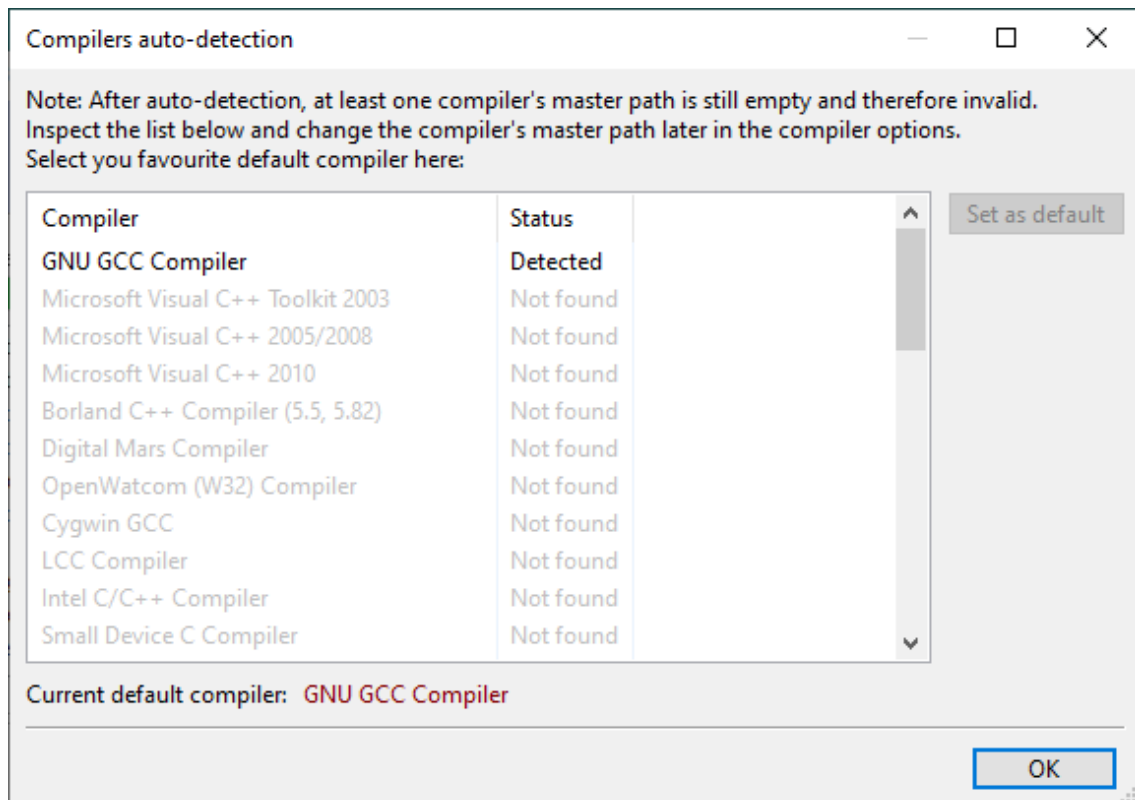 Compilers auto-detection
Note: After auto-detection, at least one compiler's master path is still empty and therefore invalid.
Inspect the list below and change the compiler's master path later in the compiler options.
Select you favourite default compiler here:
Compiler Status
Set as default
GNU GCC Compiler Detected
Microsoft Visual C++ Toolkit 2003 Not found
Microsoft Visual C++ 2005/2008 Not found
Microsoft Visual C++ 2010 Not found
Borland C++ Compiler (5.5, 5.82) Not found
Digital Mars Compiler Not found
OpenWatcom (W32) Compiler Not found
Cygwin GCC Not found
LCC Compiler Not found
Intel C/C++ Compiler Not found
Small Device C Compiler Not found
Current default compiler: GNU GCC Compiler
OK